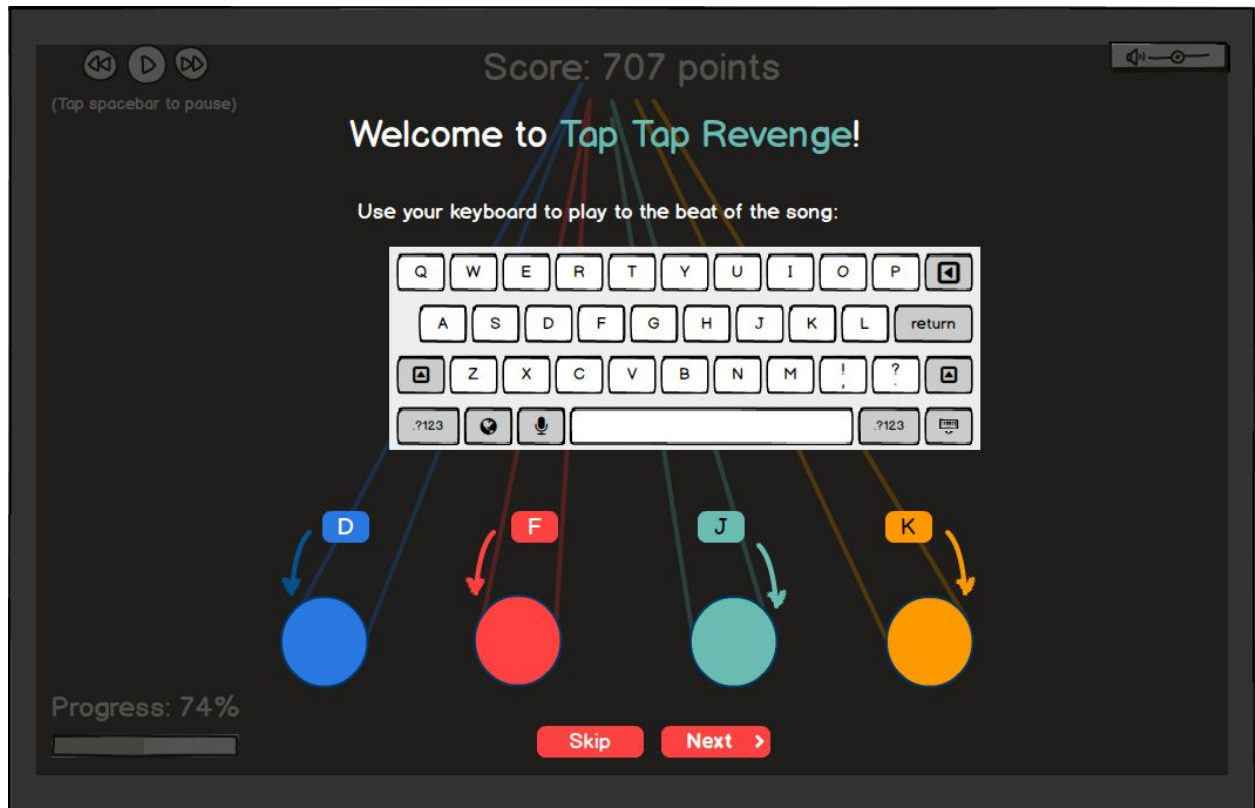 Score: 707 points
(Tap spacebar to pause)
Welcome to Tap Tap Revenge!
Use your keyboard to play to the beat of the song:
Q W E R T Y U I O P
A S D F G H J K L return
Z X C V B N M ! , ? .
.?123 .?123
D F J K
Progress: 74%
Skip Next >